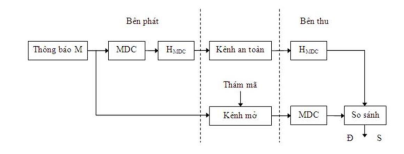 Bên phát
Bên thu
Thông báo M
MDC
HMDC
Kênh an toàn
HMDC
Thám mã
Kênh mở
MDC
So sánh
Đ
S